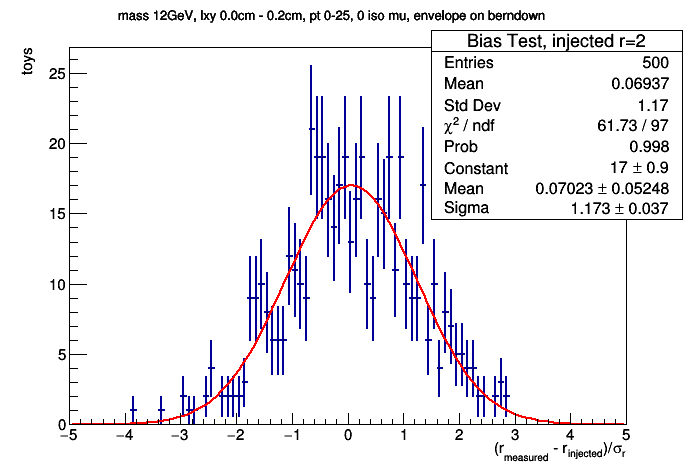 mass 12GeV, lxy 0.0cm - 0.2cm, pt 0-25, 0 iso mu, envelope on berndown
Bias Test, injected r=2
Entries 500
Mean 0.06937
Std Dev 1.17
χ² / ndf 61.73 / 97
Prob 0.998
Constant 17 ± 0.9
Mean 0.07023 ± 0.05248
Sigma 1.173 ± 0.037
toys
25
20
15
10
5
0
−5 −4 −3 −2 −1 0 1 2 3 4 5
(r_measured - r_injected)/σ_r